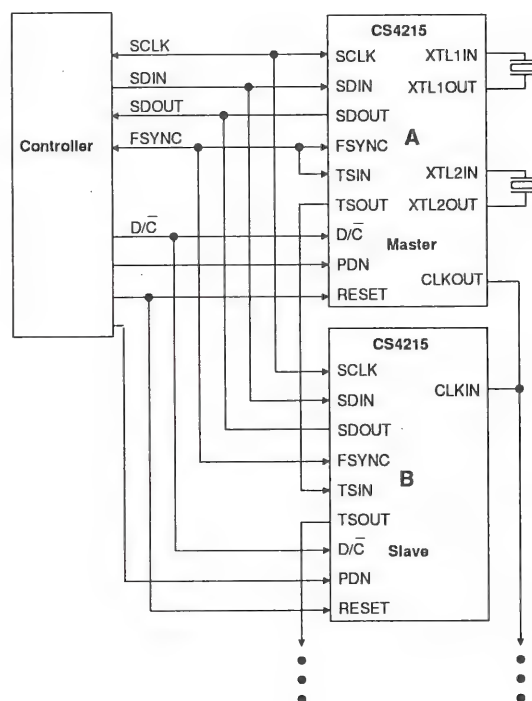 CS4215
SCLK
SCLK
XTL1IN
SDIN
SDIN
XTL1OUT
SDOUT
SDOUT
A
Controller
FSYNC
FSYNC
TSIN
XTL2IN
TSOUT
XTL2OUT
D/C̅
D/C̅
Master
PDN
CLKOUT
RESET
CS4215
SCLK
CLKIN
SDIN
SDOUT
FSYNC
B
TSIN
TSOUT
D/C̅
Slave
PDN
RESET